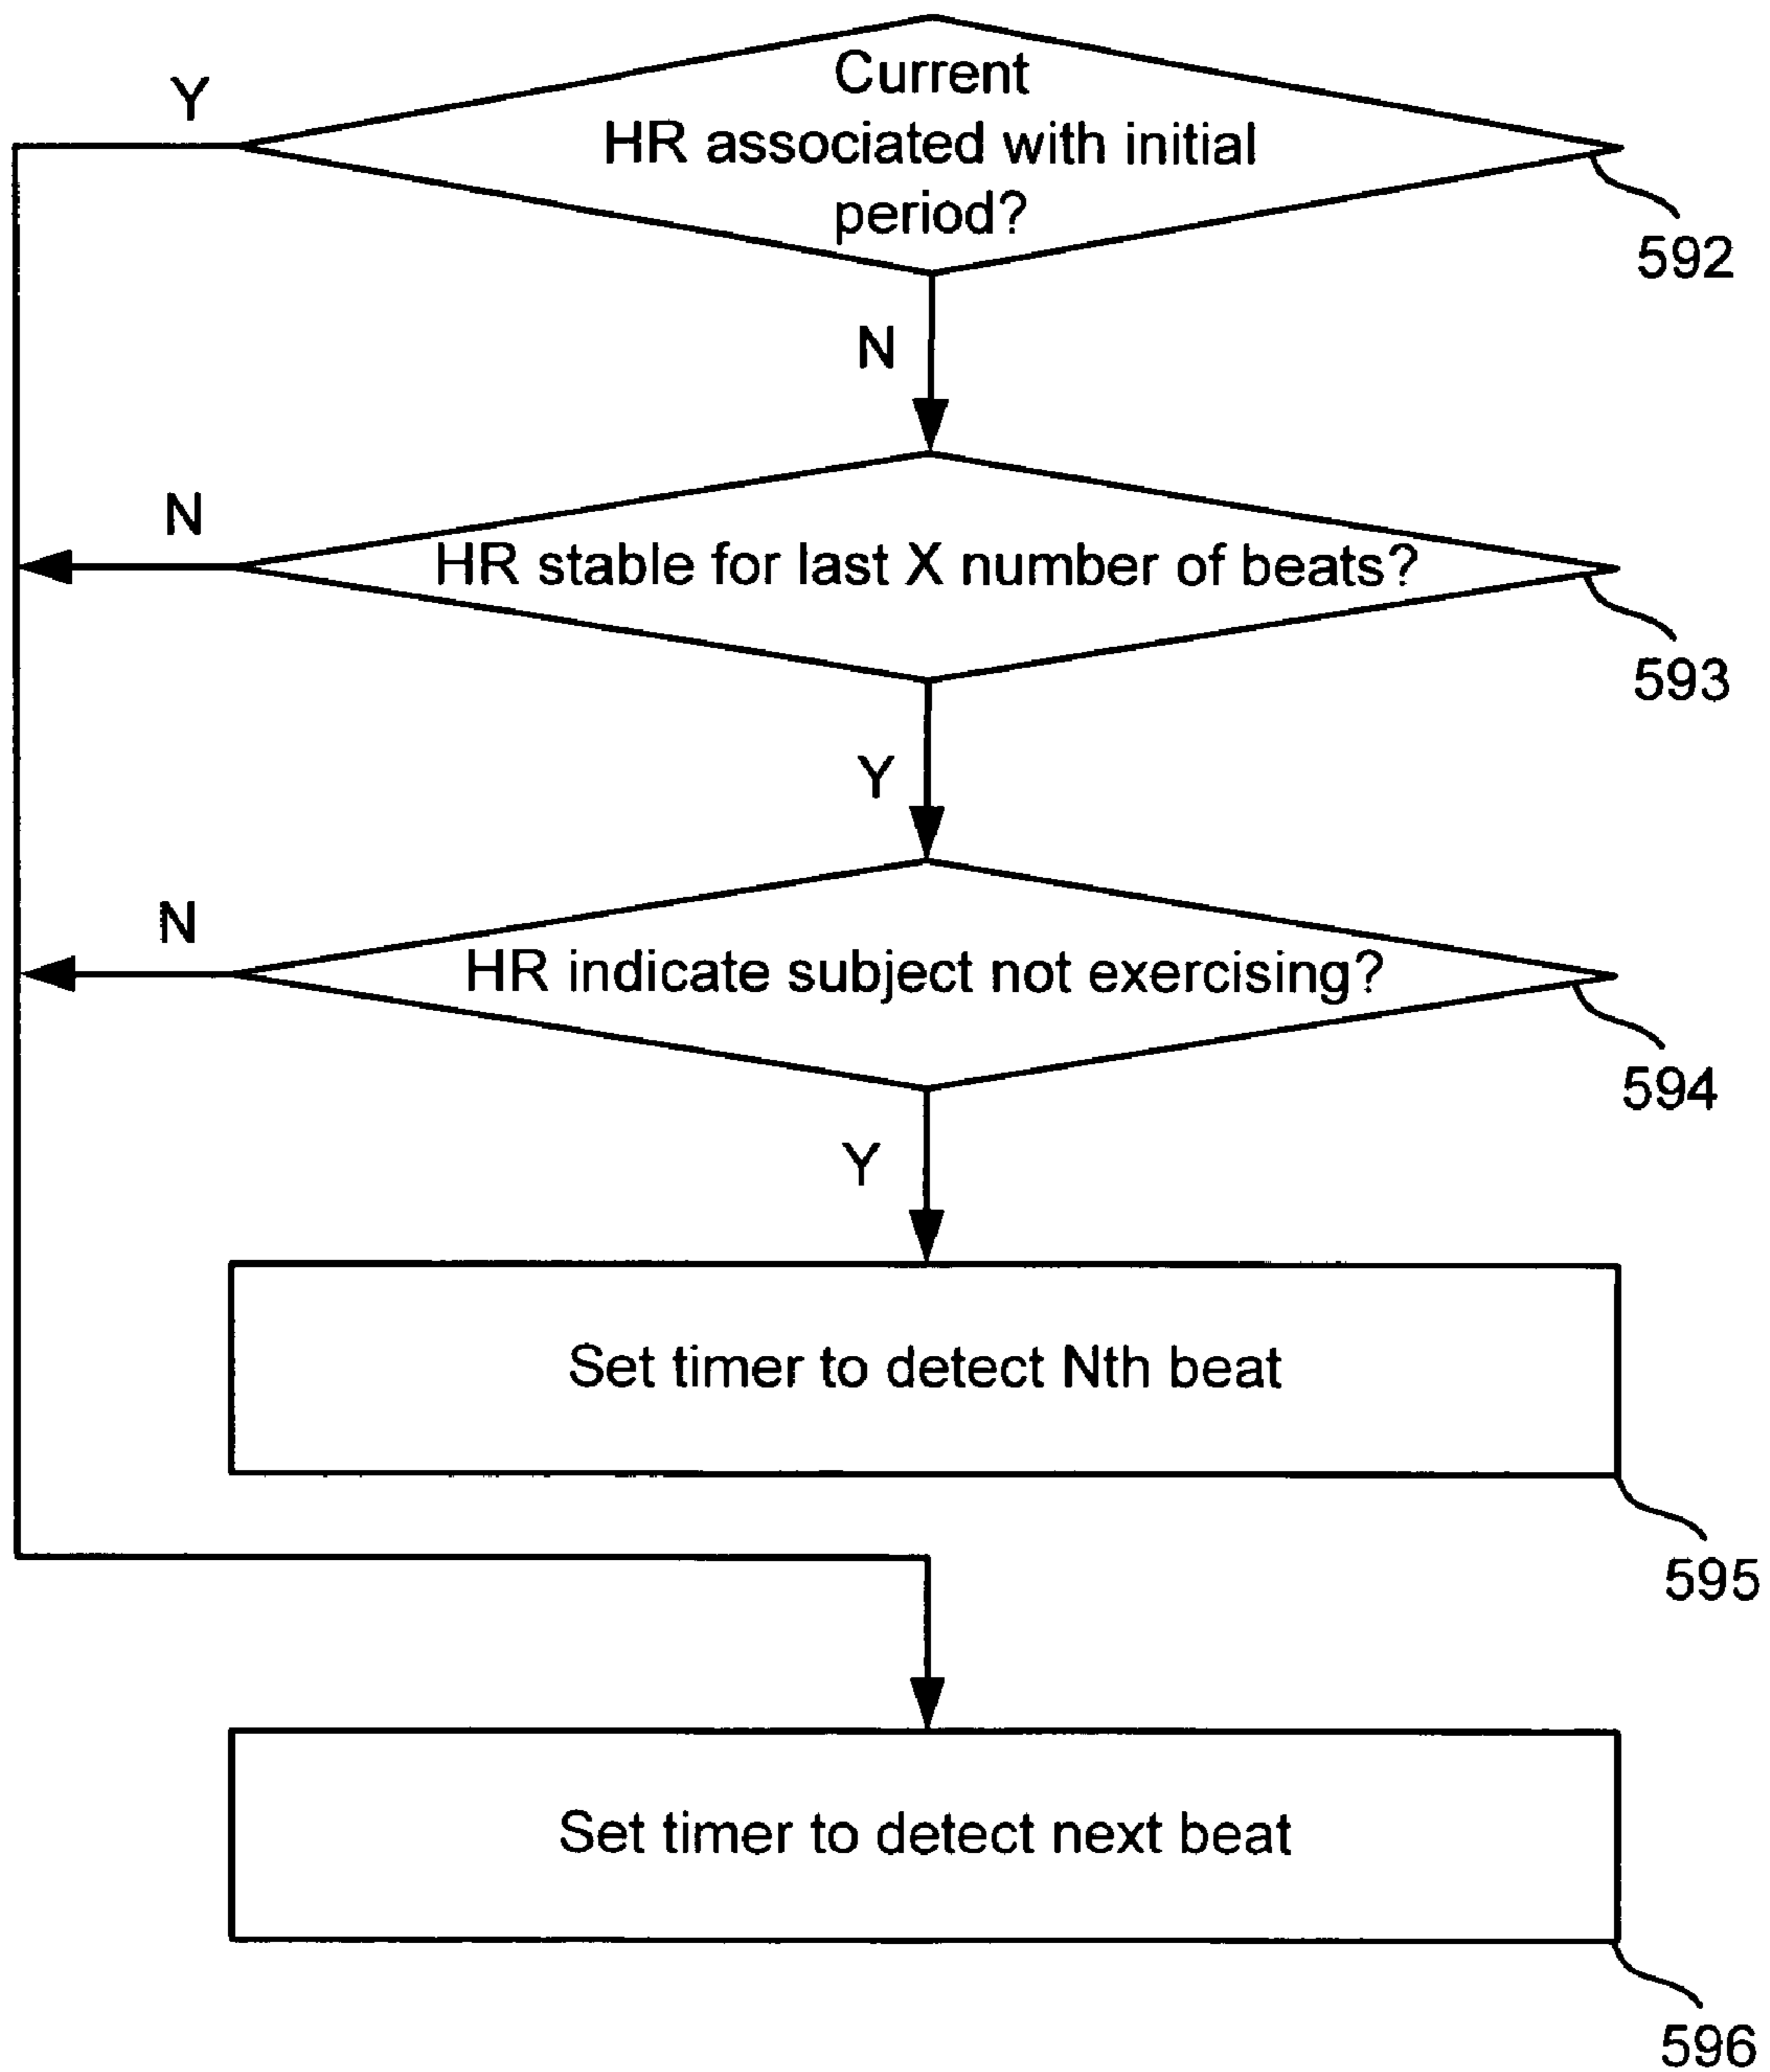 Current
HR associated with initial
period?
Y
592
N
HR stable for last X number of beats?
N
593
Y
HR indicate subject not exercising?
N
594
Y
Set timer to detect Nth beat
595
Set timer to detect next beat
596